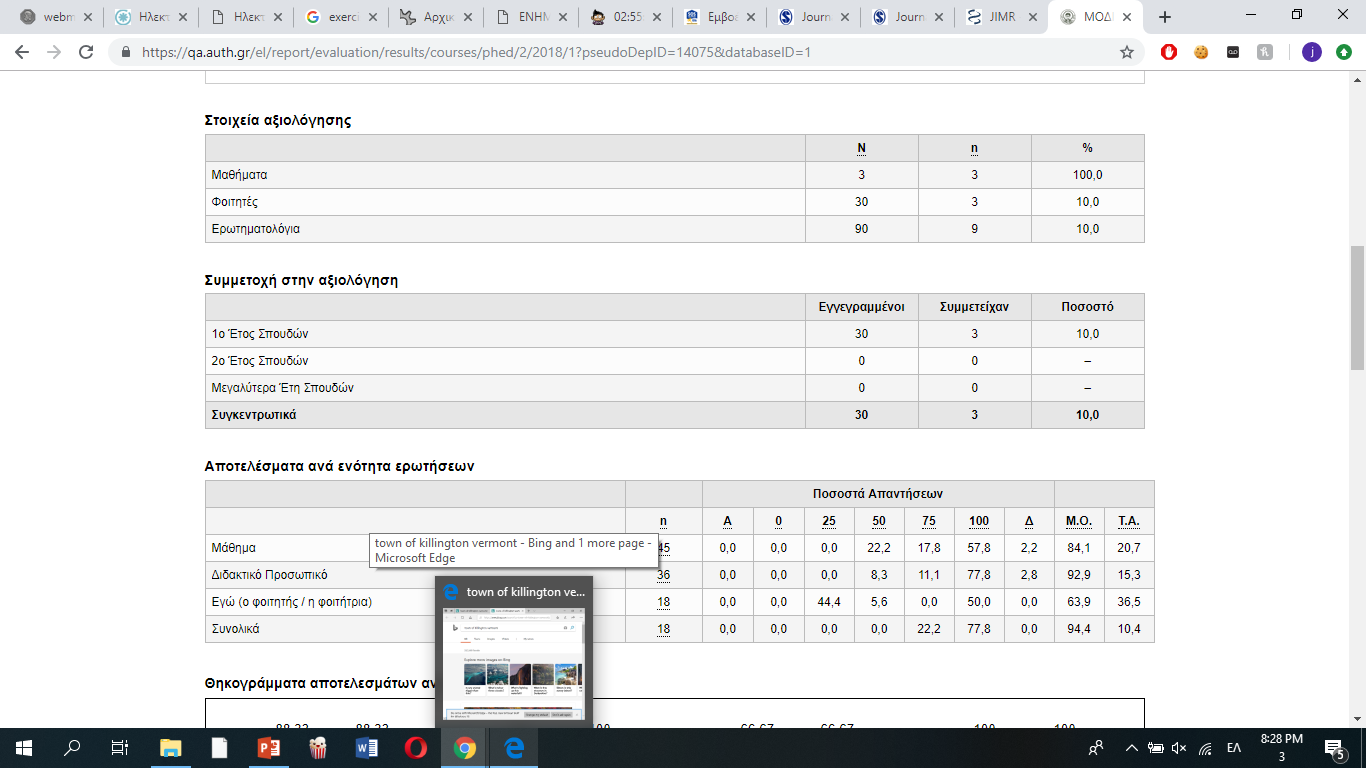 webm
Ηλεκτ
Ηλεκτ
exerci
Αρχικ
ΕΝΗΜ
02:55
Εμβοε
Journ
Journ
JIMR
ΜΟΔΙ
https://qa.auth.gr/el/report/evaluation/results/courses/phed/2/2018/1?pseudoDepID=14075&databaseID=1
j
Στοιχεία αξιολόγησης
N n %
Μαθήματα 3 3 100,0
Φοιτητές 30 3 10,0
Ερωτηματολόγια 90 9 10,0
Συμμετοχή στην αξιολόγηση
Εγγεγραμμένοι Συμμετείχαν Ποσοστό
1ο Έτος Σπουδών 30 3 10,0
2ο Έτος Σπουδών 0 0 –
Μεγαλύτερα Έτη Σπουδών 0 0 –
Συγκεντρωτικά 30 3 10,0
Αποτελέσματα ανά ενότητα ερωτήσεων
Ποσοστά Απαντήσεων
n Α 0 25 50 75 100 Δ Μ.Ο. Τ.Α.
Μάθημα 45 0,0 0,0 0,0 22,2 17,8 57,8 2,2 84,1 20,7
town of killington vermont - Bing and 1 more page -
Microsoft Edge
Διδακτικό Προσωπικό 36 0,0 0,0 0,0 8,3 11,1 77,8 2,8 92,9 15,3
town of killington ve...
Εγώ (ο φοιτητής / η φοιτήτρια) 18 0,0 0,0 44,4 5,6 0,0 50,0 0,0 63,9 36,5
Συνολικά 18 0,0 0,0 0,0 0,0 22,2 77,8 0,0 94,4 10,4
Θηκογράμματα αποτελεσμάτων αν
66,67 66,67 100 100
ΕΛ
8:28 PM
3
5